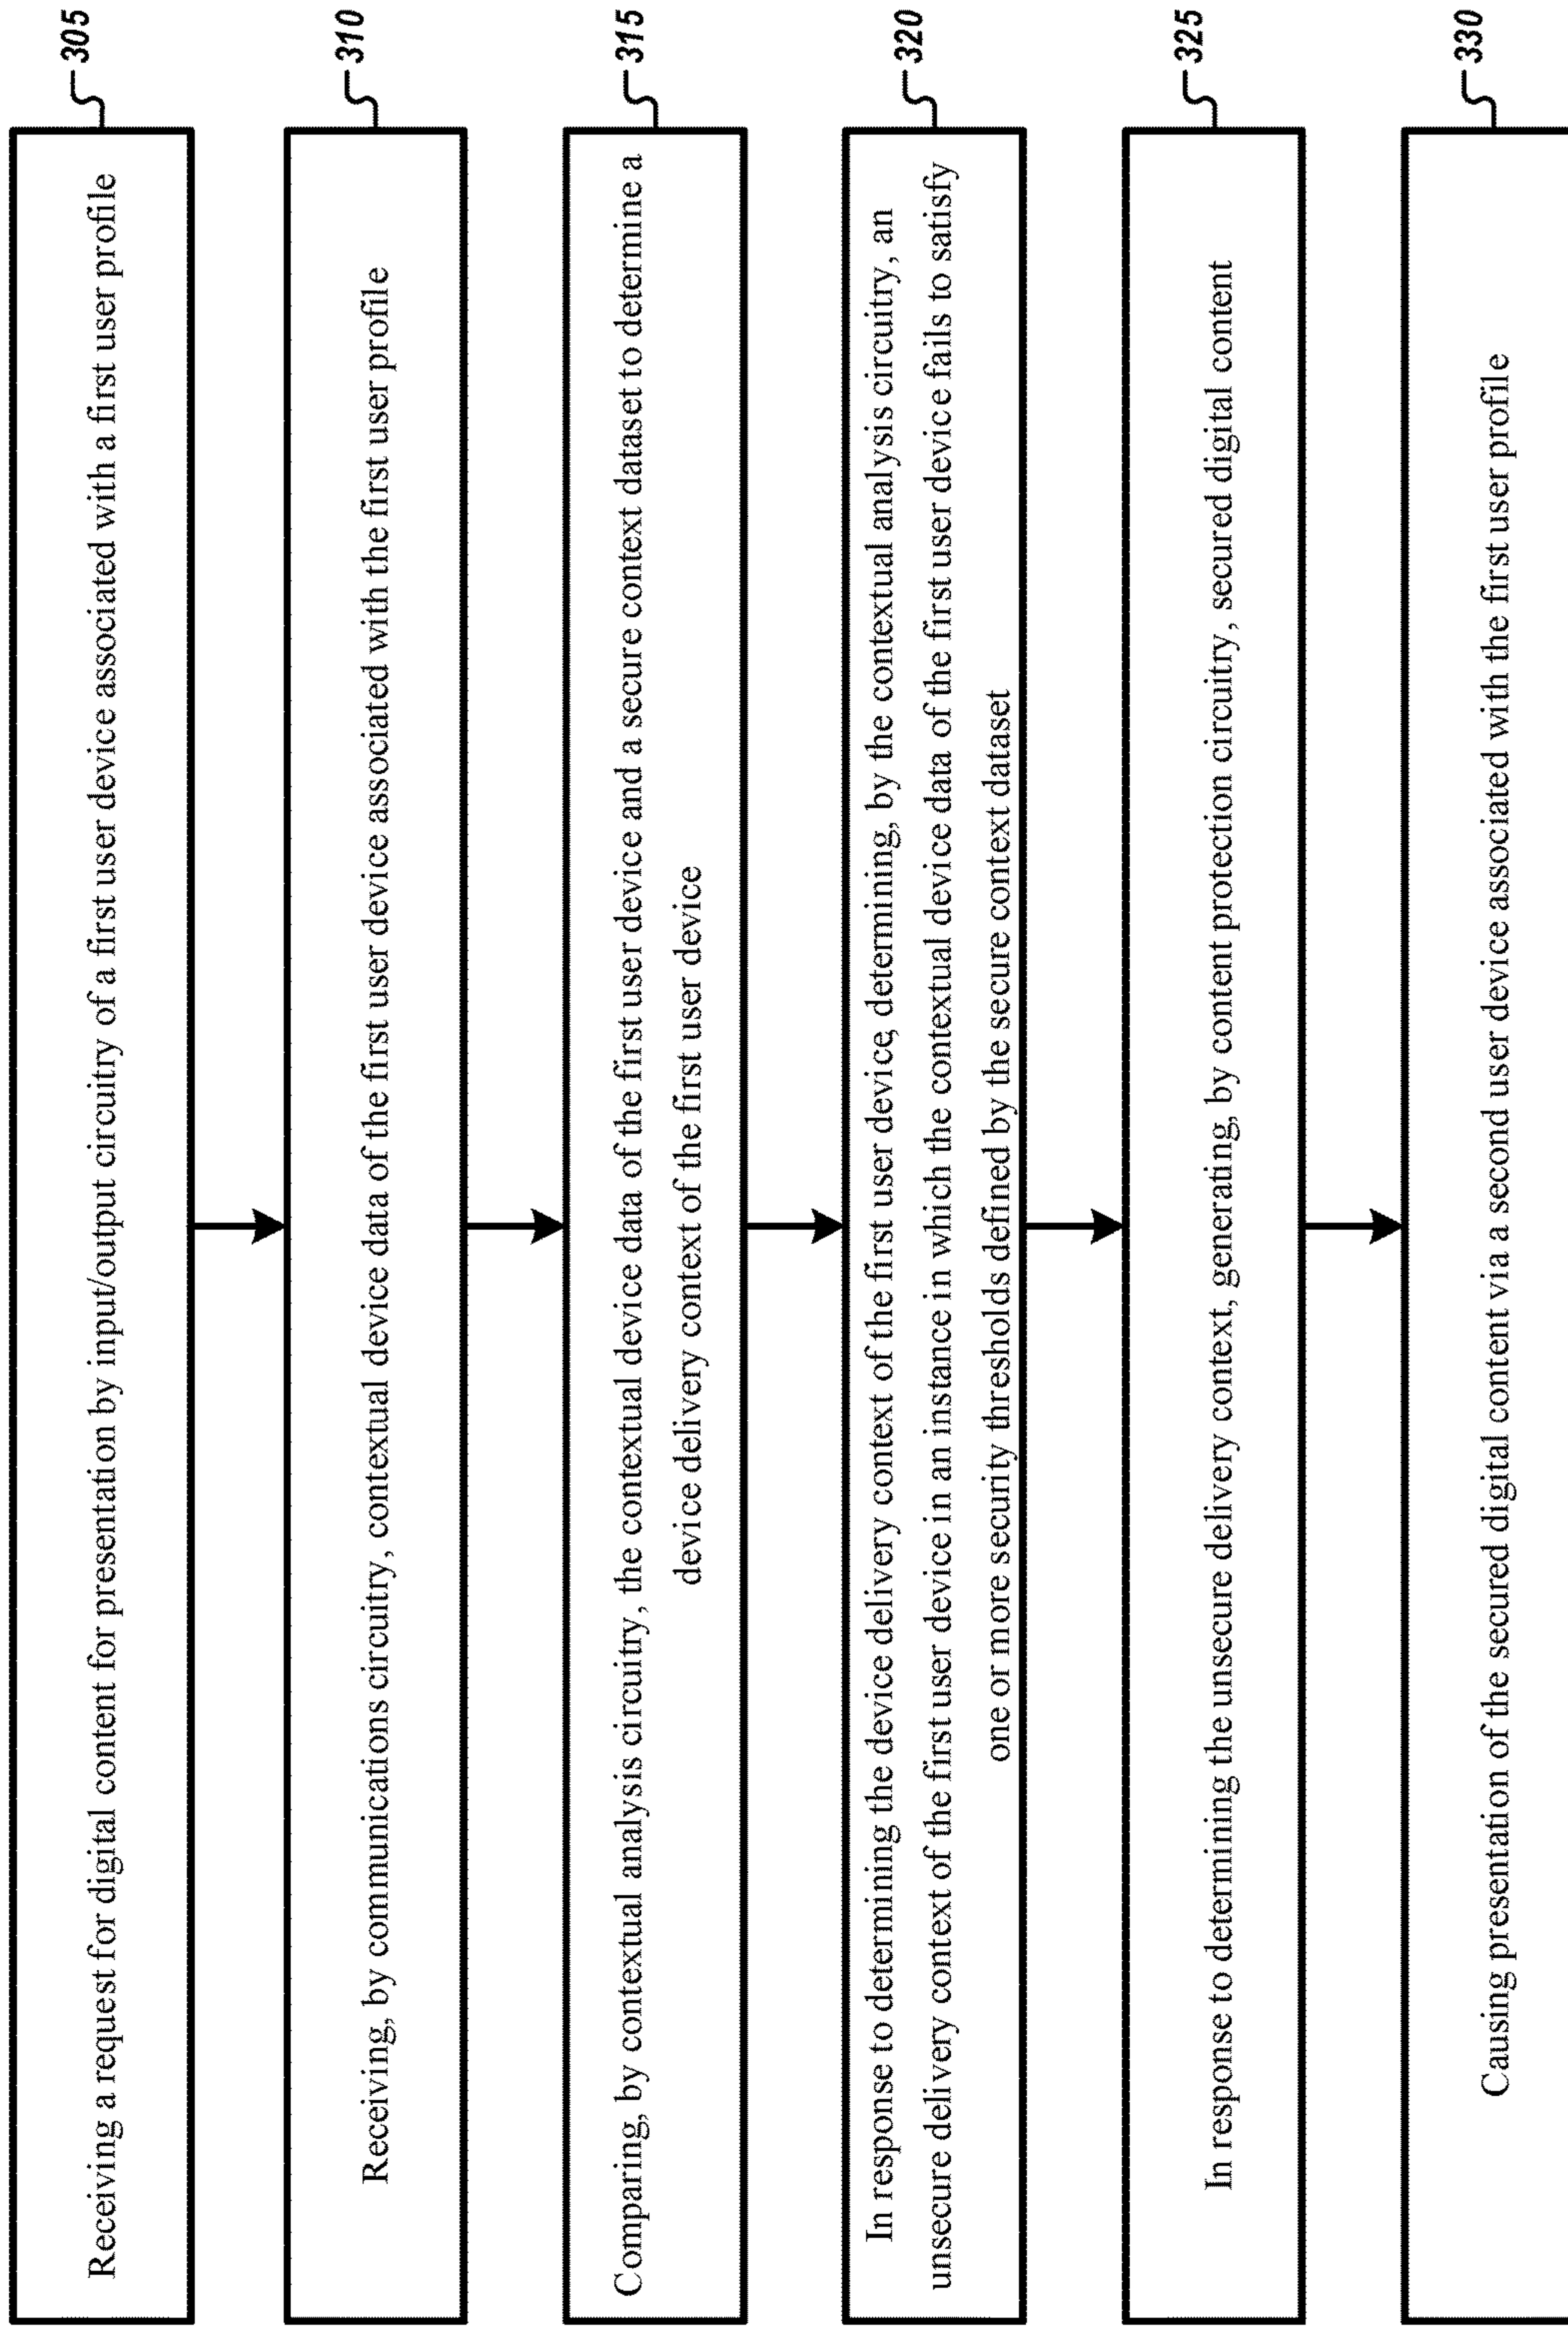 305
Receiving a request for digital content for presentation by input/output circuitry of a first user device associated with a first user profile
310
Receiving, by communications circuitry, contextual device data of the first user device associated with the first user profile
315
Comparing, by contextual analysis circuitry, the contextual device data of the first user device and a secure context dataset to determine a
device delivery context of the first user device
320
In response to determining the device delivery context of the first user device, determining, by the contextual analysis circuitry, an
unsecure delivery context of the first user device in an instance in which the contextual device data of the first user device fails to satisfy
one or more security thresholds defined by the secure context dataset
325
In response to determining the unsecure delivery context, generating, by content protection circuitry, secured digital content
330
Causing presentation of the secured digital content via a second user device associated with the first user profile